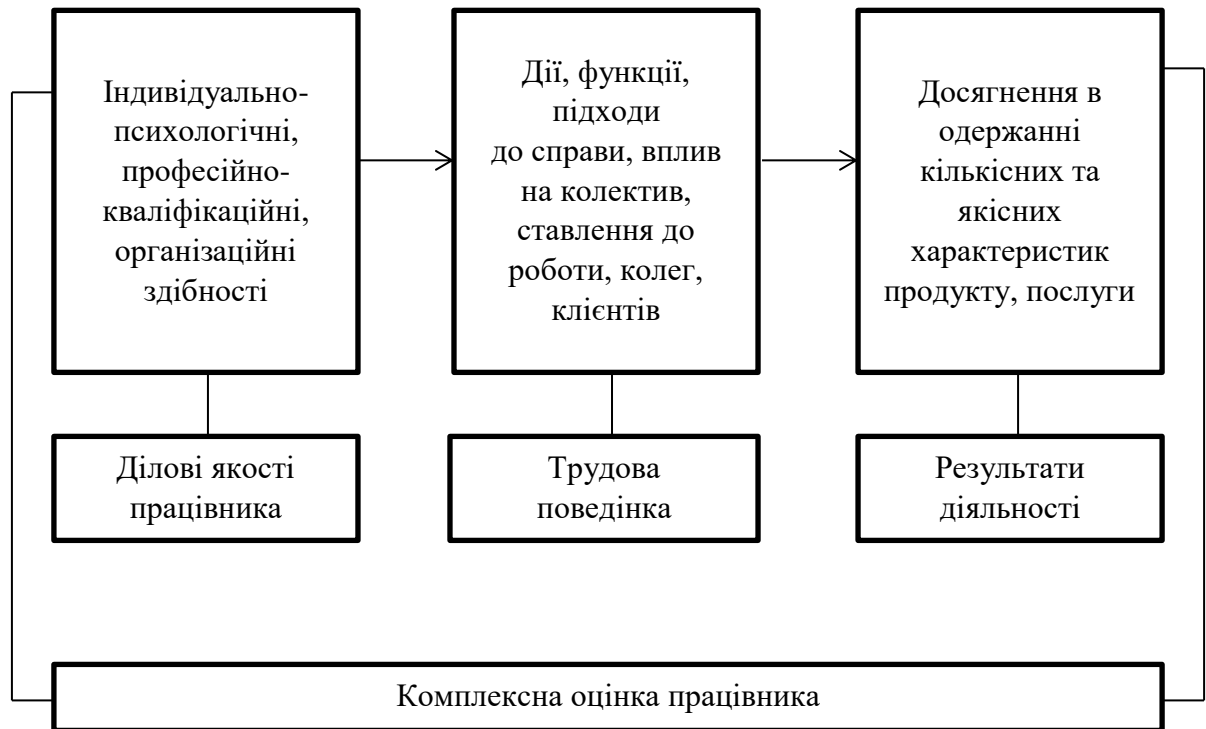 Індивідуально-
психологічні,
професійно-
кваліфікаційні,
організаційні
здібності
Дії, функції,
підходи
до справи, вплив
на колектив,
ставлення до
роботи, колег,
клієнтів
Досягнення в
одержанні
кількісних та
якісних
характеристик
продукту, послуги
Ділові якості
працівника
Трудова
поведінка
Результати
діяльності
Комплексна оцінка працівника